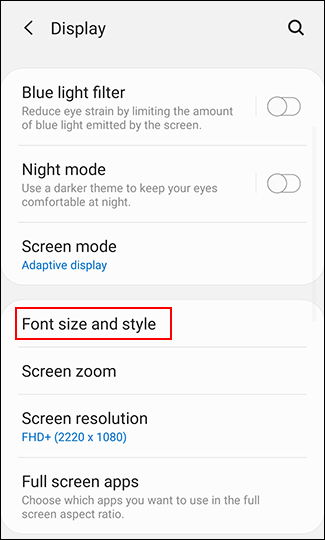 Display
Blue light filter
Reduce eye strain by limiting the amount
of blue light emitted by the screen.
Night mode
Use a darker theme to keep your eyes
comfortable at night.
Screen mode
Adaptive display
Font size and style
Screen zoom
Screen resolution
FHD+ (2220 x 1080)
Full screen apps
Choose which apps you want to use in the full
screen aspect ratio.